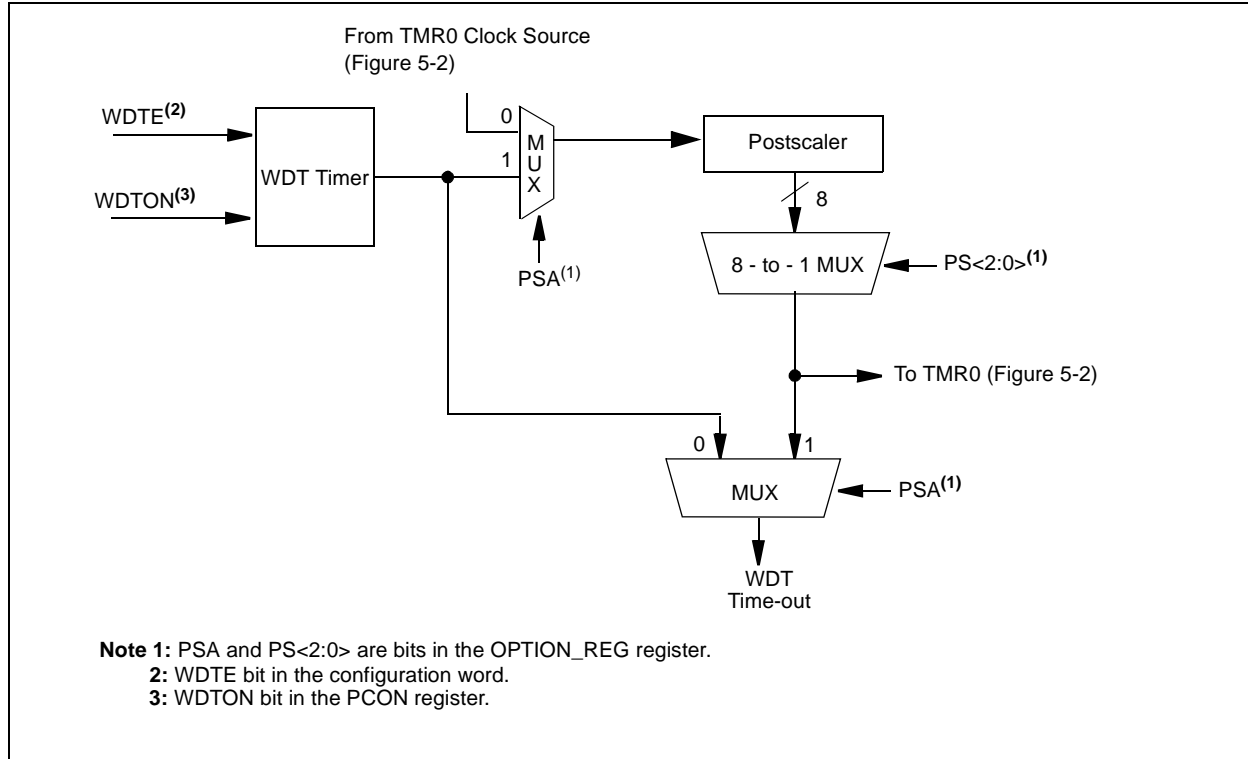 From TMR0 Clock Source
(Figure 5-2)
WDTE(2)
0
M
U
X
Postscaler
WDT Timer
1
WDTON(3)
8
PSA(1)
8 - to - 1 MUX
PS<2:0>(1)
To TMR0 (Figure 5-2)
0
1
MUX
PSA(1)
WDT
Time-out
Note 1: PSA and PS<2:0> are bits in the OPTION_REG register.
2: WDTE bit in the configuration word.
3: WDTON bit in the PCON register.